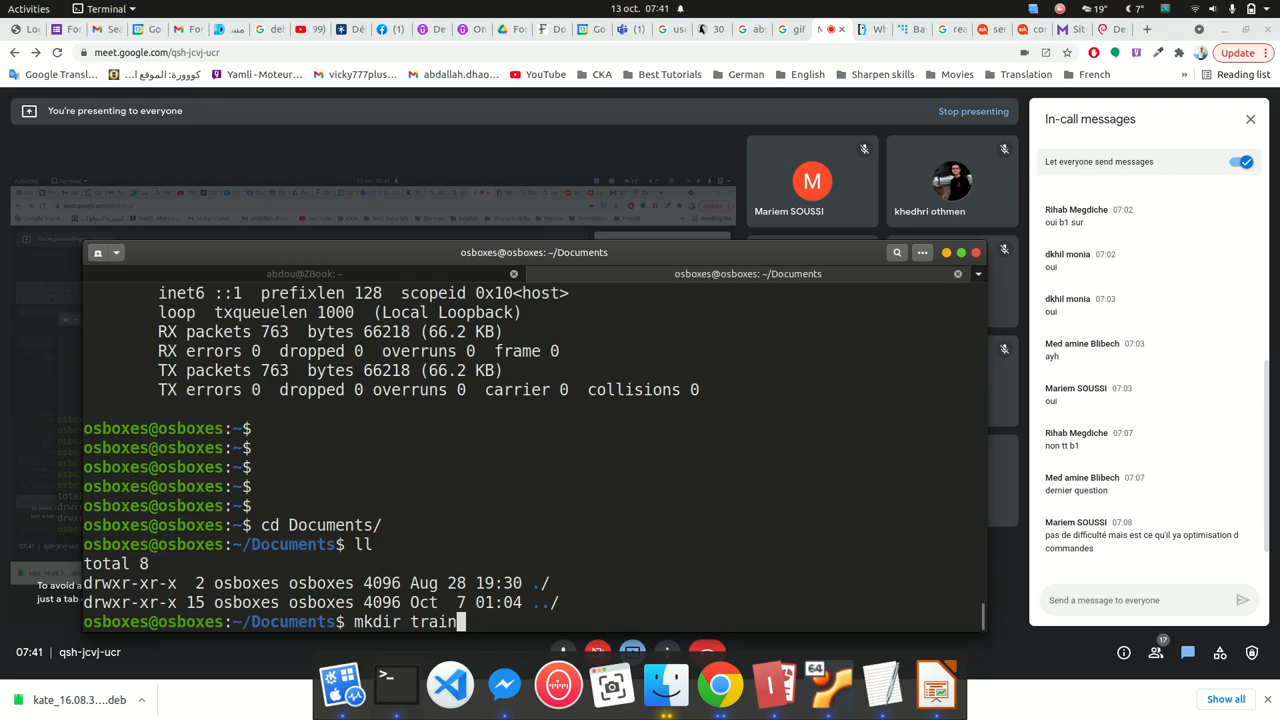 Activities
Terminal
13 oct. 07:41
19°
7°
meet.google.com/qsh-jcvj-ucr
Update
Google Transl...
Yamli - Moteur...
vicky777plus...
abdallah.dhao...
YouTube
CKA
Best Tutorials
German
English
Sharpen skills
Movies
Translation
French
»
Reading list
You're presenting to everyone
Stop presenting
M
Mariem SOUSSI
khedhri othmen
In-call messages
Let everyone send messages
Rihab Megdiche 07:02
oui b1 sur
dkhil monia 07:02
oui
dkhil monia 07:03
oui
Med amine Blibech 07:03
ayh
Mariem SOUSSI 07:03
oui
Rihab Megdiche 07:07
non tt b1
Med amine Blibech 07:07
dernier question
Mariem SOUSSI 07:08
pas de difficulté mais est ce qu'il ya optimisation d
commandes
Send a message to everyone
osboxes@osboxes: ~/Documents
abdou@ZBook: ~
osboxes@osboxes: ~/Documents
inet6 ::1 prefixlen 128 scopeid 0x10<host>
loop txqueuelen 1000 (Local Loopback)
RX packets 763 bytes 66218 (66.2 KB)
RX errors 0 dropped 0 overruns 0 frame 0
TX packets 763 bytes 66218 (66.2 KB)
TX errors 0 dropped 0 overruns 0 carrier 0 collisions 0
osboxes@osboxes:~$
osboxes@osboxes:~$
osboxes@osboxes:~$
osboxes@osboxes:~$
osboxes@osboxes:~$
osboxes@osboxes:~$ cd Documents/
osboxes@osboxes:~/Documents$ ll
total 8
drwxr-xr-x 2 osboxes osboxes 4096 Aug 28 19:30 ./
drwxr-xr-x 15 osboxes osboxes 4096 Oct 7 01:04 ../
osboxes@osboxes:~/Documents$ mkdir train
To avoid a
just a tab
07:41 | qsh-jcvj-ucr
17
64
kate_16.08.3....deb
Show all